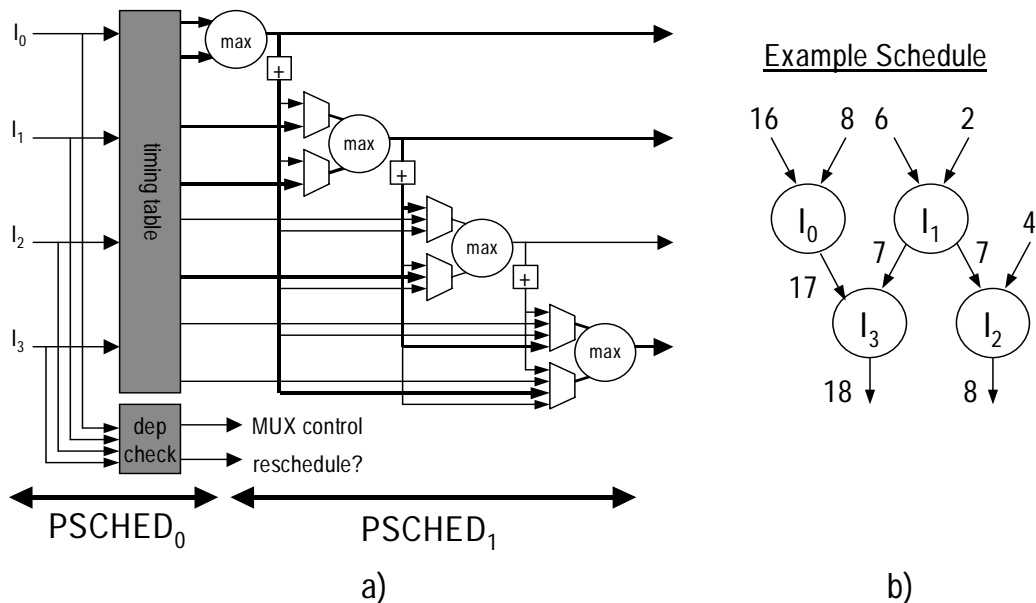 I₀
I₁
I₂
I₃
timing table
max
+
max
+
max
+
max
dep
check
MUX control
reschedule?
PSCHED₀
PSCHED₁
a)
Example Schedule
16
8
6
2
I₀
I₁
4
17
7
7
I₃
I₂
18
8
b)